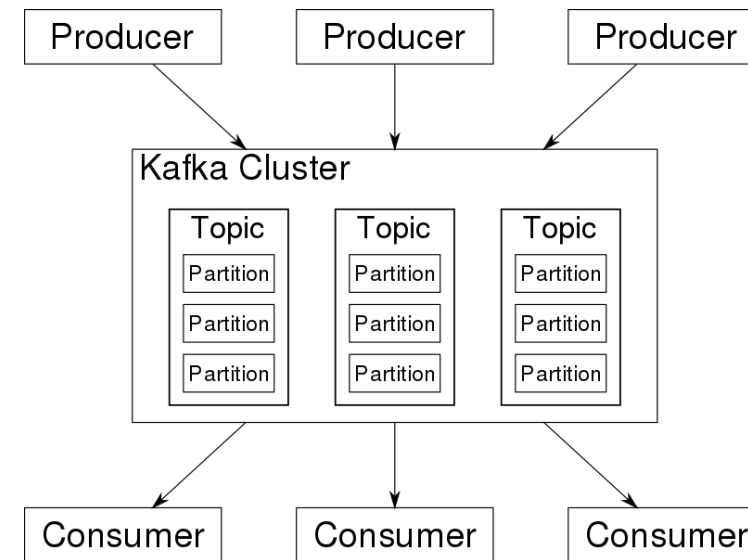 Producer Producer Producer
Kafka Cluster
Topic Topic Topic
Partition Partition Partition
Partition Partition Partition
Partition Partition Partition
Consumer Consumer Consumer